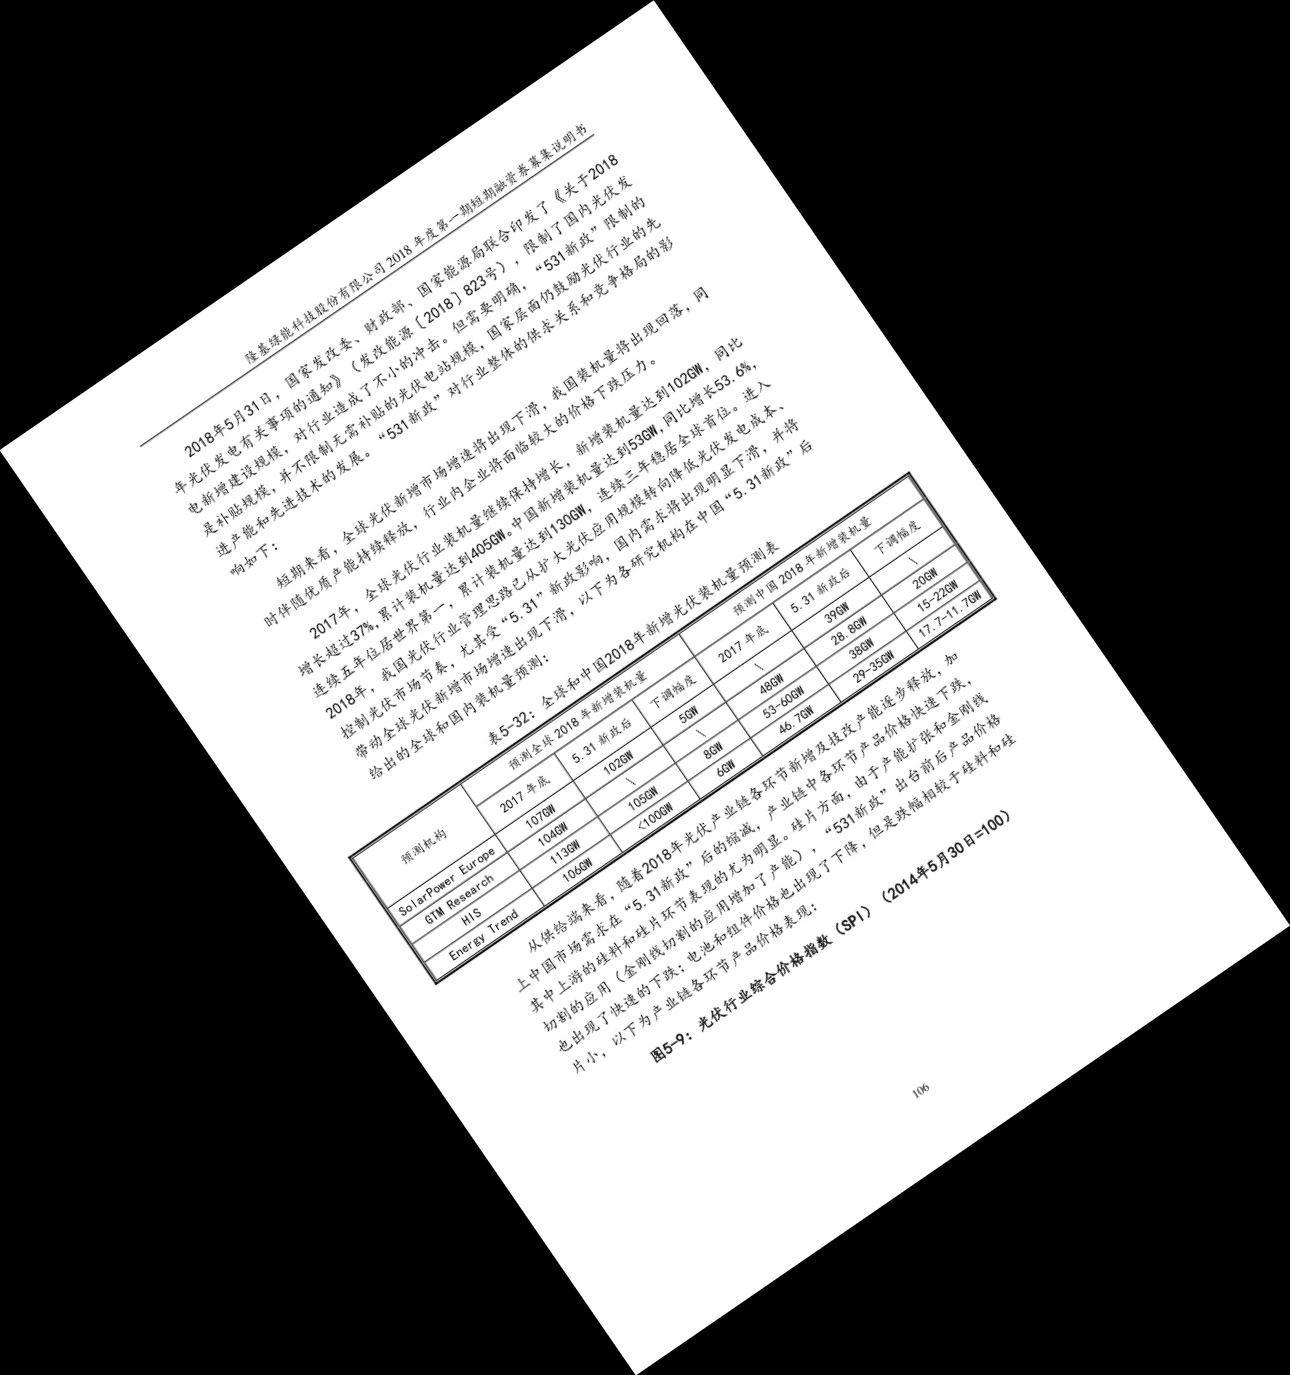 隆基绿能科技股份有限公司 2018 年度第一期短期融资券募集说明书
2018年5月31日，国家发改委、财政部、国家能源局联合印发了《关于2018
年光伏发电有关事项的通知》（发改能源〔2018〕823号），限制了国内光伏发
电新增建设规模，对行业造成了不小的冲击。但需要明确，“531新政”限制的
是补贴规模，并不限制无需补贴的光伏电站规模，国家层面仍鼓励光伏行业的先
进产能和先进技术的发展。“531新政”对行业整体的供求关系和竞争格局的影
响如下：
短期来看，全球光伏新增市场增速将出现下滑，我国装机量将出现回落，同
时伴随优质产能持续释放，行业内企业将面临较大的价格下跌压力。
2017年，全球光伏行业装机量继续保持增长，新增装机量达到102GW，同比
增长超过37%,累计装机量达到405GW。中国新增装机量达到53GW,同比增长53.6%,
连续五年位居世界第一，累计装机量达到130GW，连续三年稳居全球首位。进入
2018年，我国光伏行业管理思路已从扩大光伏应用规模转向降低光伏发电成本、
控制光伏市场节奏，尤其受“5.31”新政影响，国内需求将出现明显下滑，并将
带动全球光伏新增市场增速出现下滑，以下为各研究机构在中国“5.31新政”后
给出的全球和国内装机量预测：
表5-32：全球和中国2018年新增光伏装机量预测表
预测机构 预测全球 2018 年新增装机量 预测中国 2018 年新增装机量
2017 年底 5.31 新政后 下调幅度 2017 年底 5.31 新政后 下调幅度
SolarPower Europe 107GW 102GW 5GW \ 39GW \
GTM Research 104GW \ \ 48GW 28.8GW 20GW
HIS 113GW 105GW 8GW 53-60GW 38GW 15-22GW
Energy Trend 106GW <100GW 6GW 46.7GW 29-35GW 17.7-11.7GW
从供给端来看，随着2018年光伏产业链各环节新增及技改产能逐步释放，加
上中国市场需求在“5.31新政”后的缩减，产业链中各环节产品价格快速下跌，
其中上游的硅料和硅片环节表现的尤为明显。硅片方面，由于产能扩张和金刚线
切割的应用（金刚线切割的应用增加了产能），“531新政”出台前后产品价格
也出现了快速的下跌；电池和组件价格也出现了下降，但是跌幅相较于硅料和硅
片小，以下为产业链各环节产品价格表现：
图5-9：光伏行业综合价格指数（SPI）（2014年5月30日=100）
106